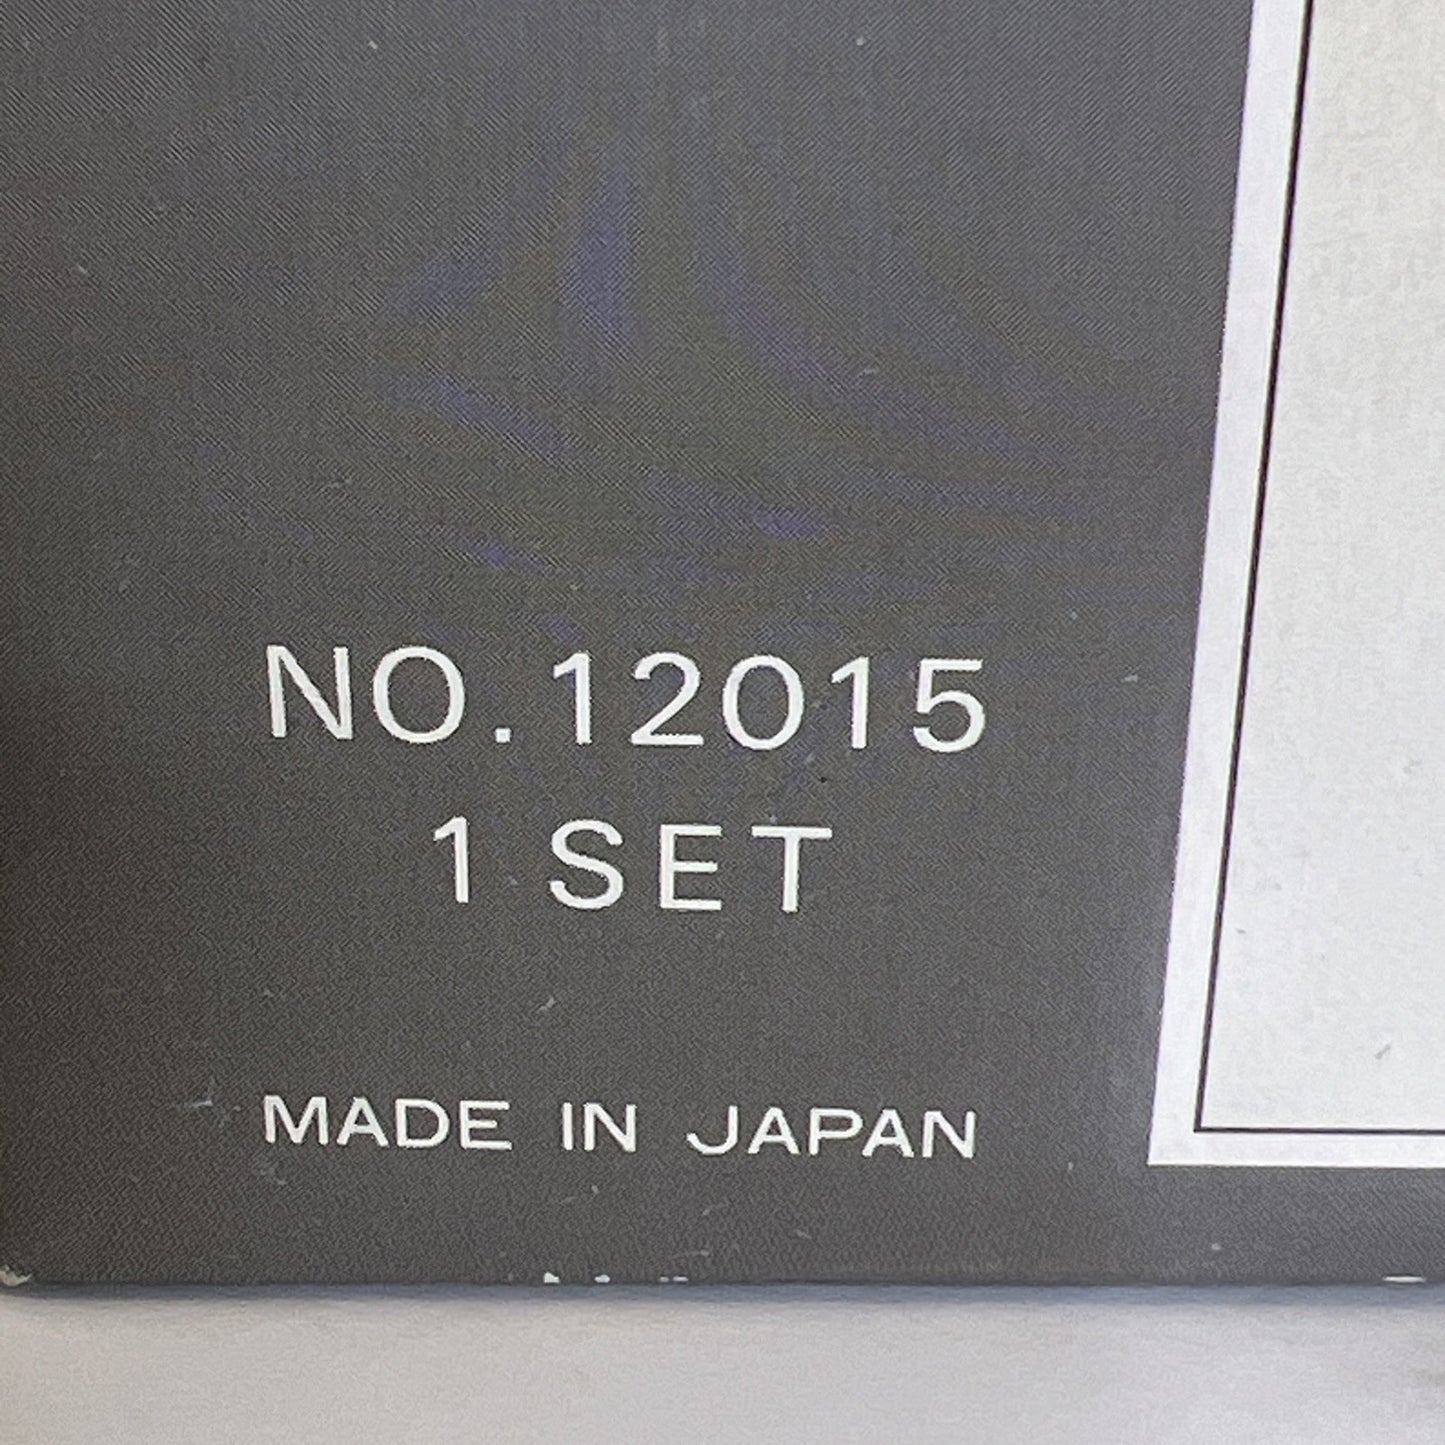 NO.12015
1 SET
MADE IN JAPAN